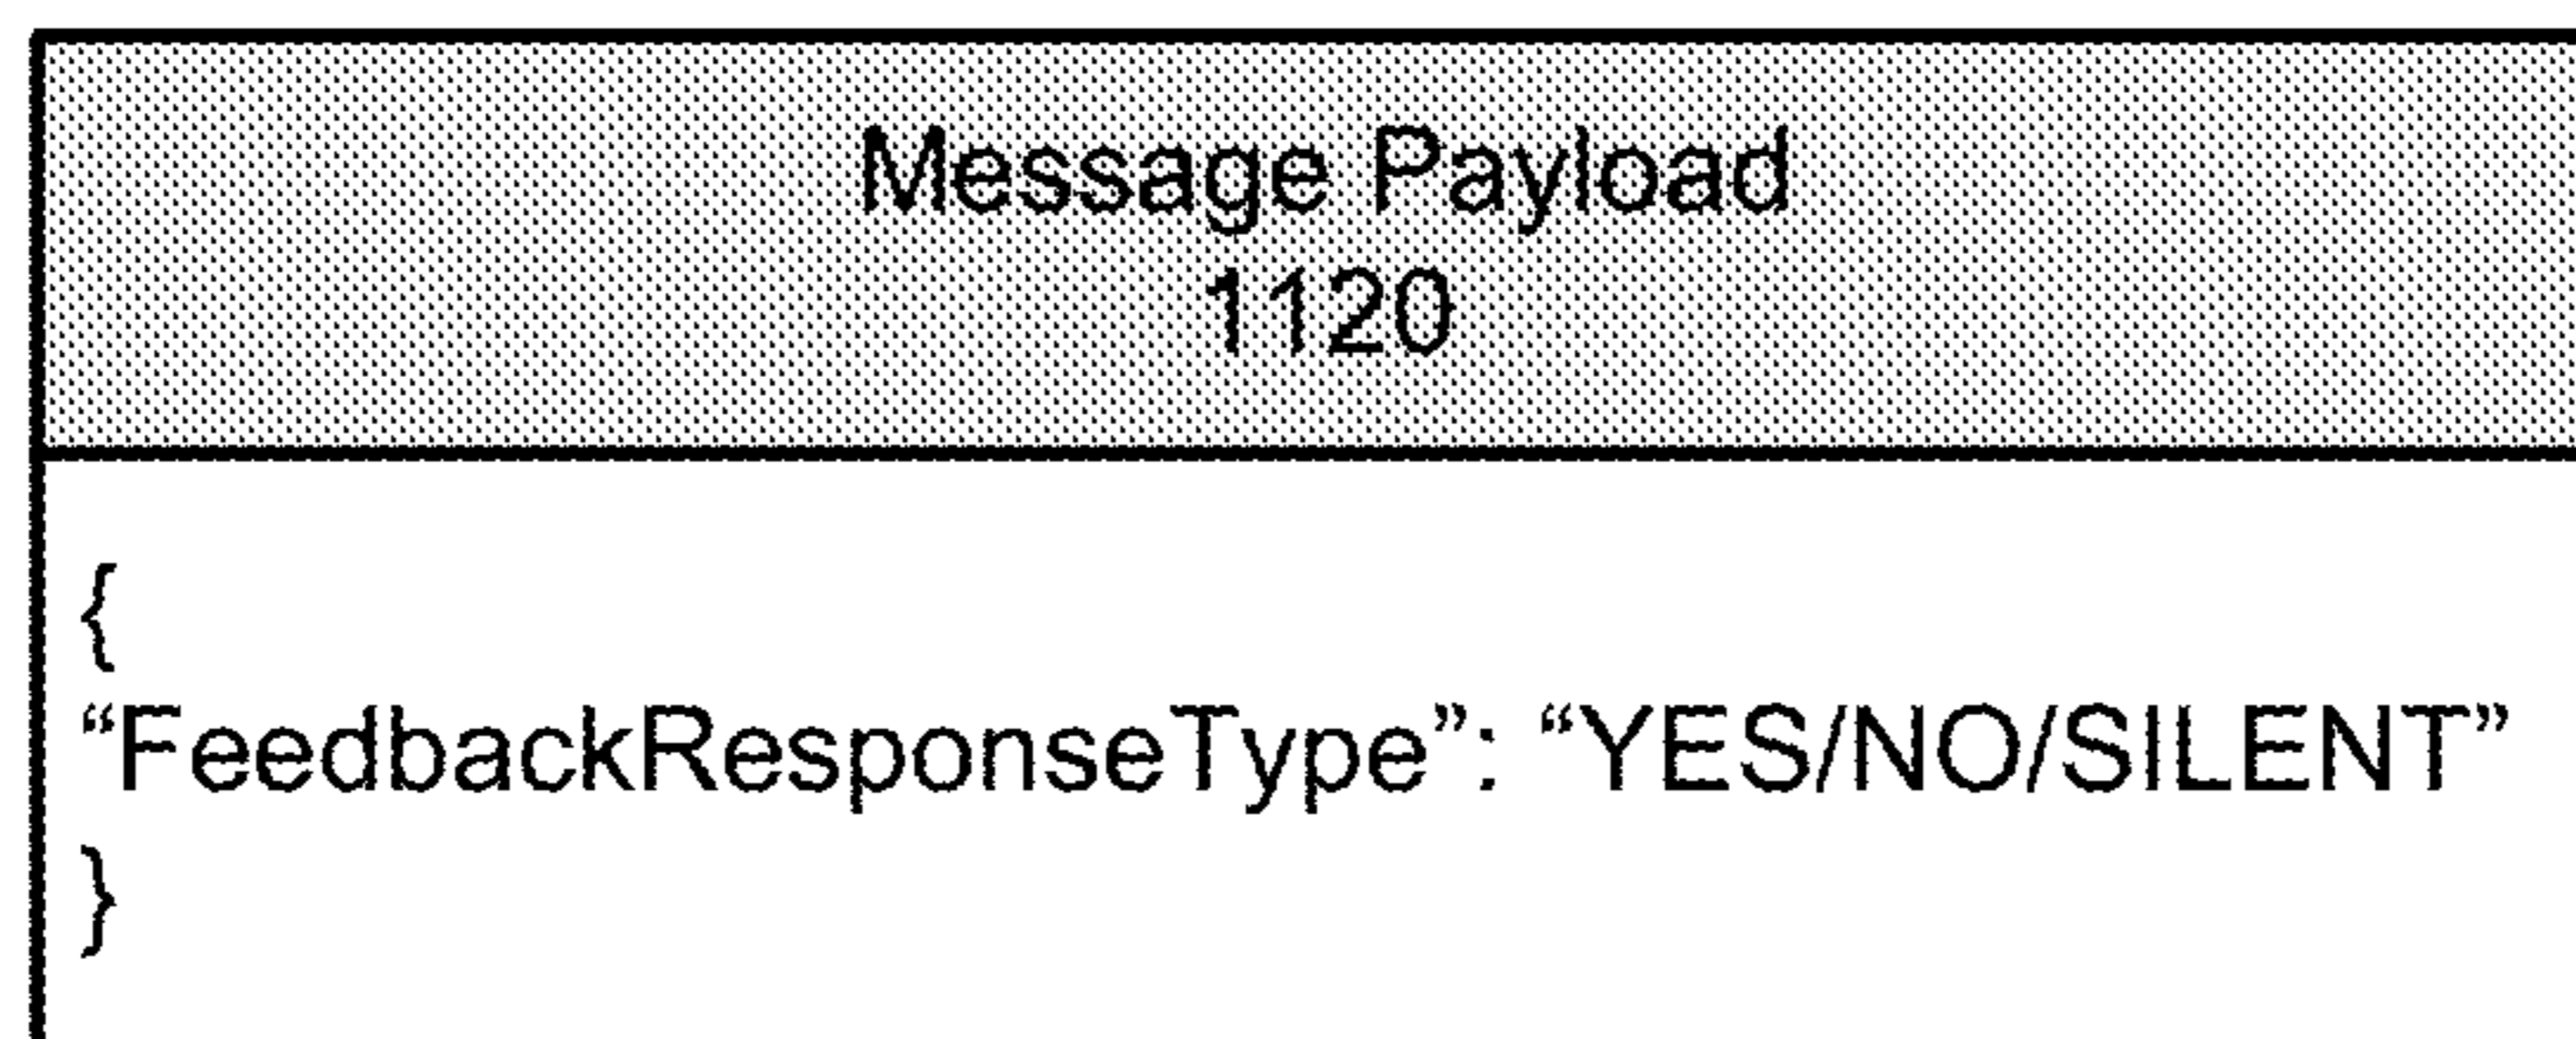 Message Payload
1120
{
“FeedbackResponseType”: “YES/NO/SILENT”
}